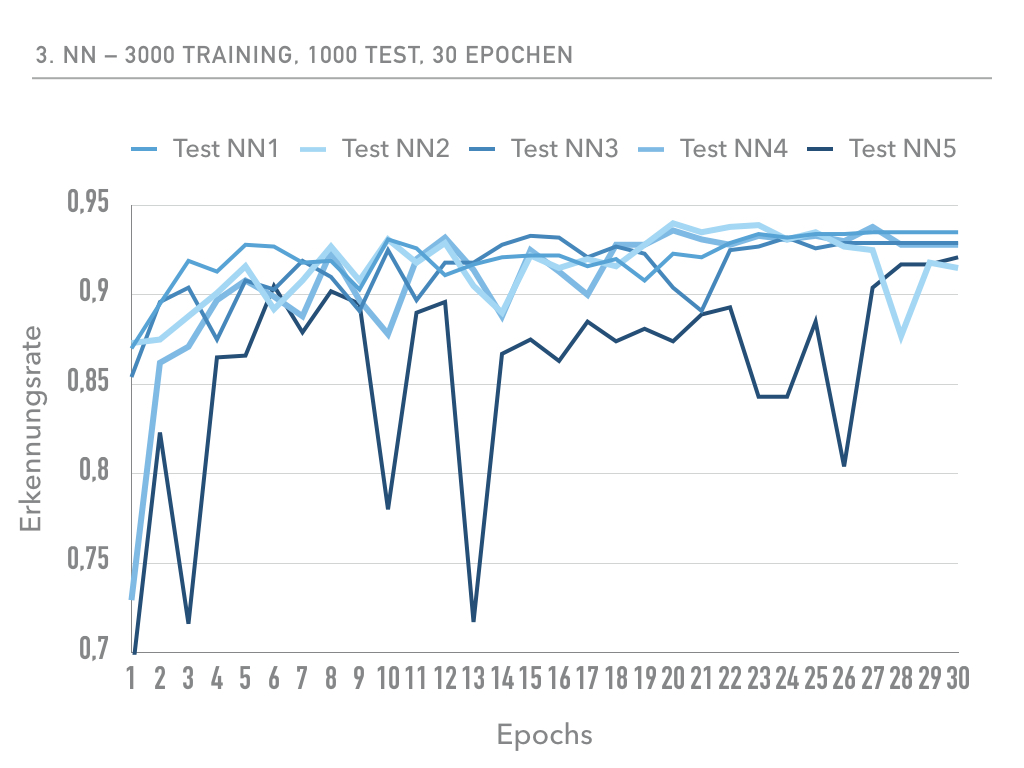 3. NN – 3000 TRAINING, 1000 TEST, 30 EPOCHEN
Test NN1 Test NN2 Test NN3 Test NN4 Test NN5
0,95
0,9
0,85
0,8
0,75
0,7
Erkennungsrate
1 2 3 4 5 6 7 8 9 10 11 12 13 14 15 16 17 18 19 20 21 22 23 24 25 26 27 28 29 30
Epochs